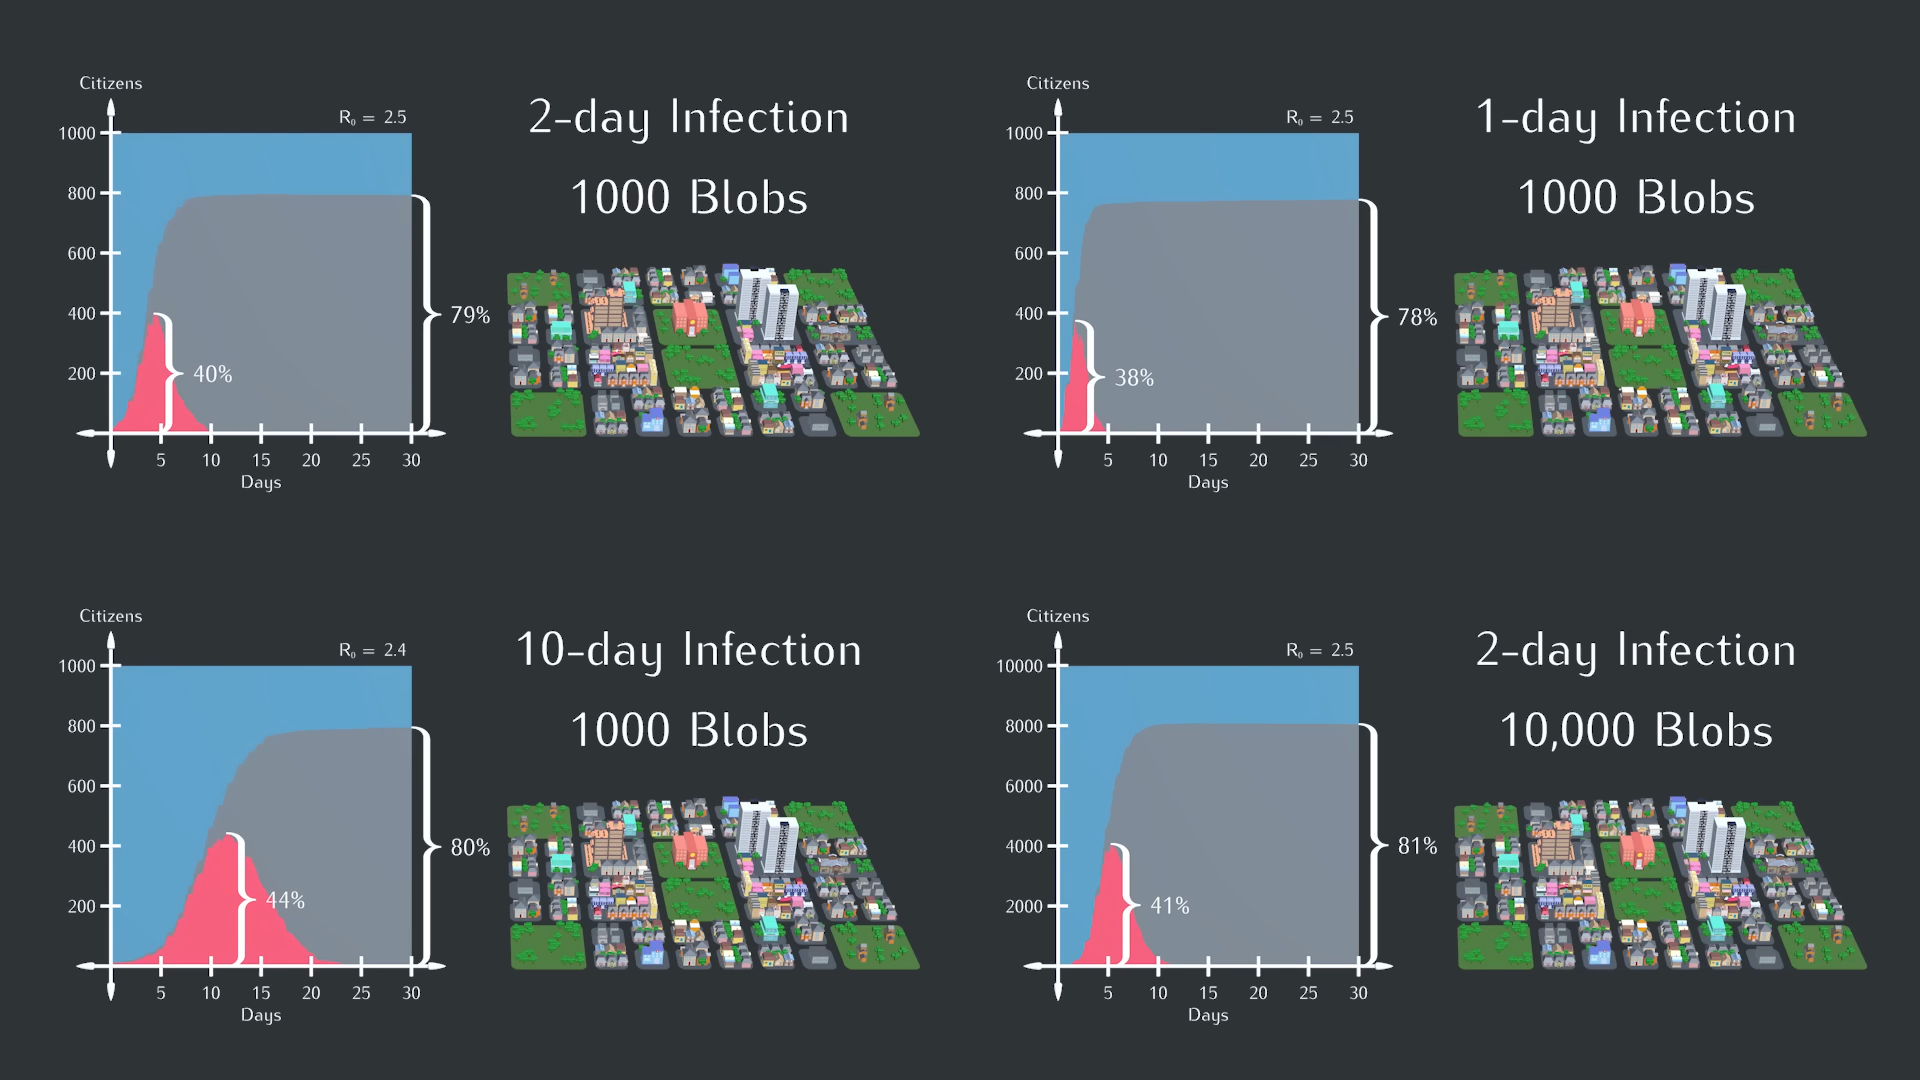 Citizens
R₀ = 2.5
1000
800
600
400
200
79%
40%
5 10 15 20 25 30
Days
2-day Infection
1000 Blobs
Citizens
R₀ = 2.5
1000
800
600
400
200
78%
38%
5 10 15 20 25 30
Days
1-day Infection
1000 Blobs
Citizens
R₀ = 2.4
1000
800
600
400
200
80%
44%
5 10 15 20 25 30
Days
10-day Infection
1000 Blobs
Citizens
R₀ = 2.5
10000
8000
6000
4000
2000
81%
41%
5 10 15 20 25 30
Days
2-day Infection
10,000 Blobs